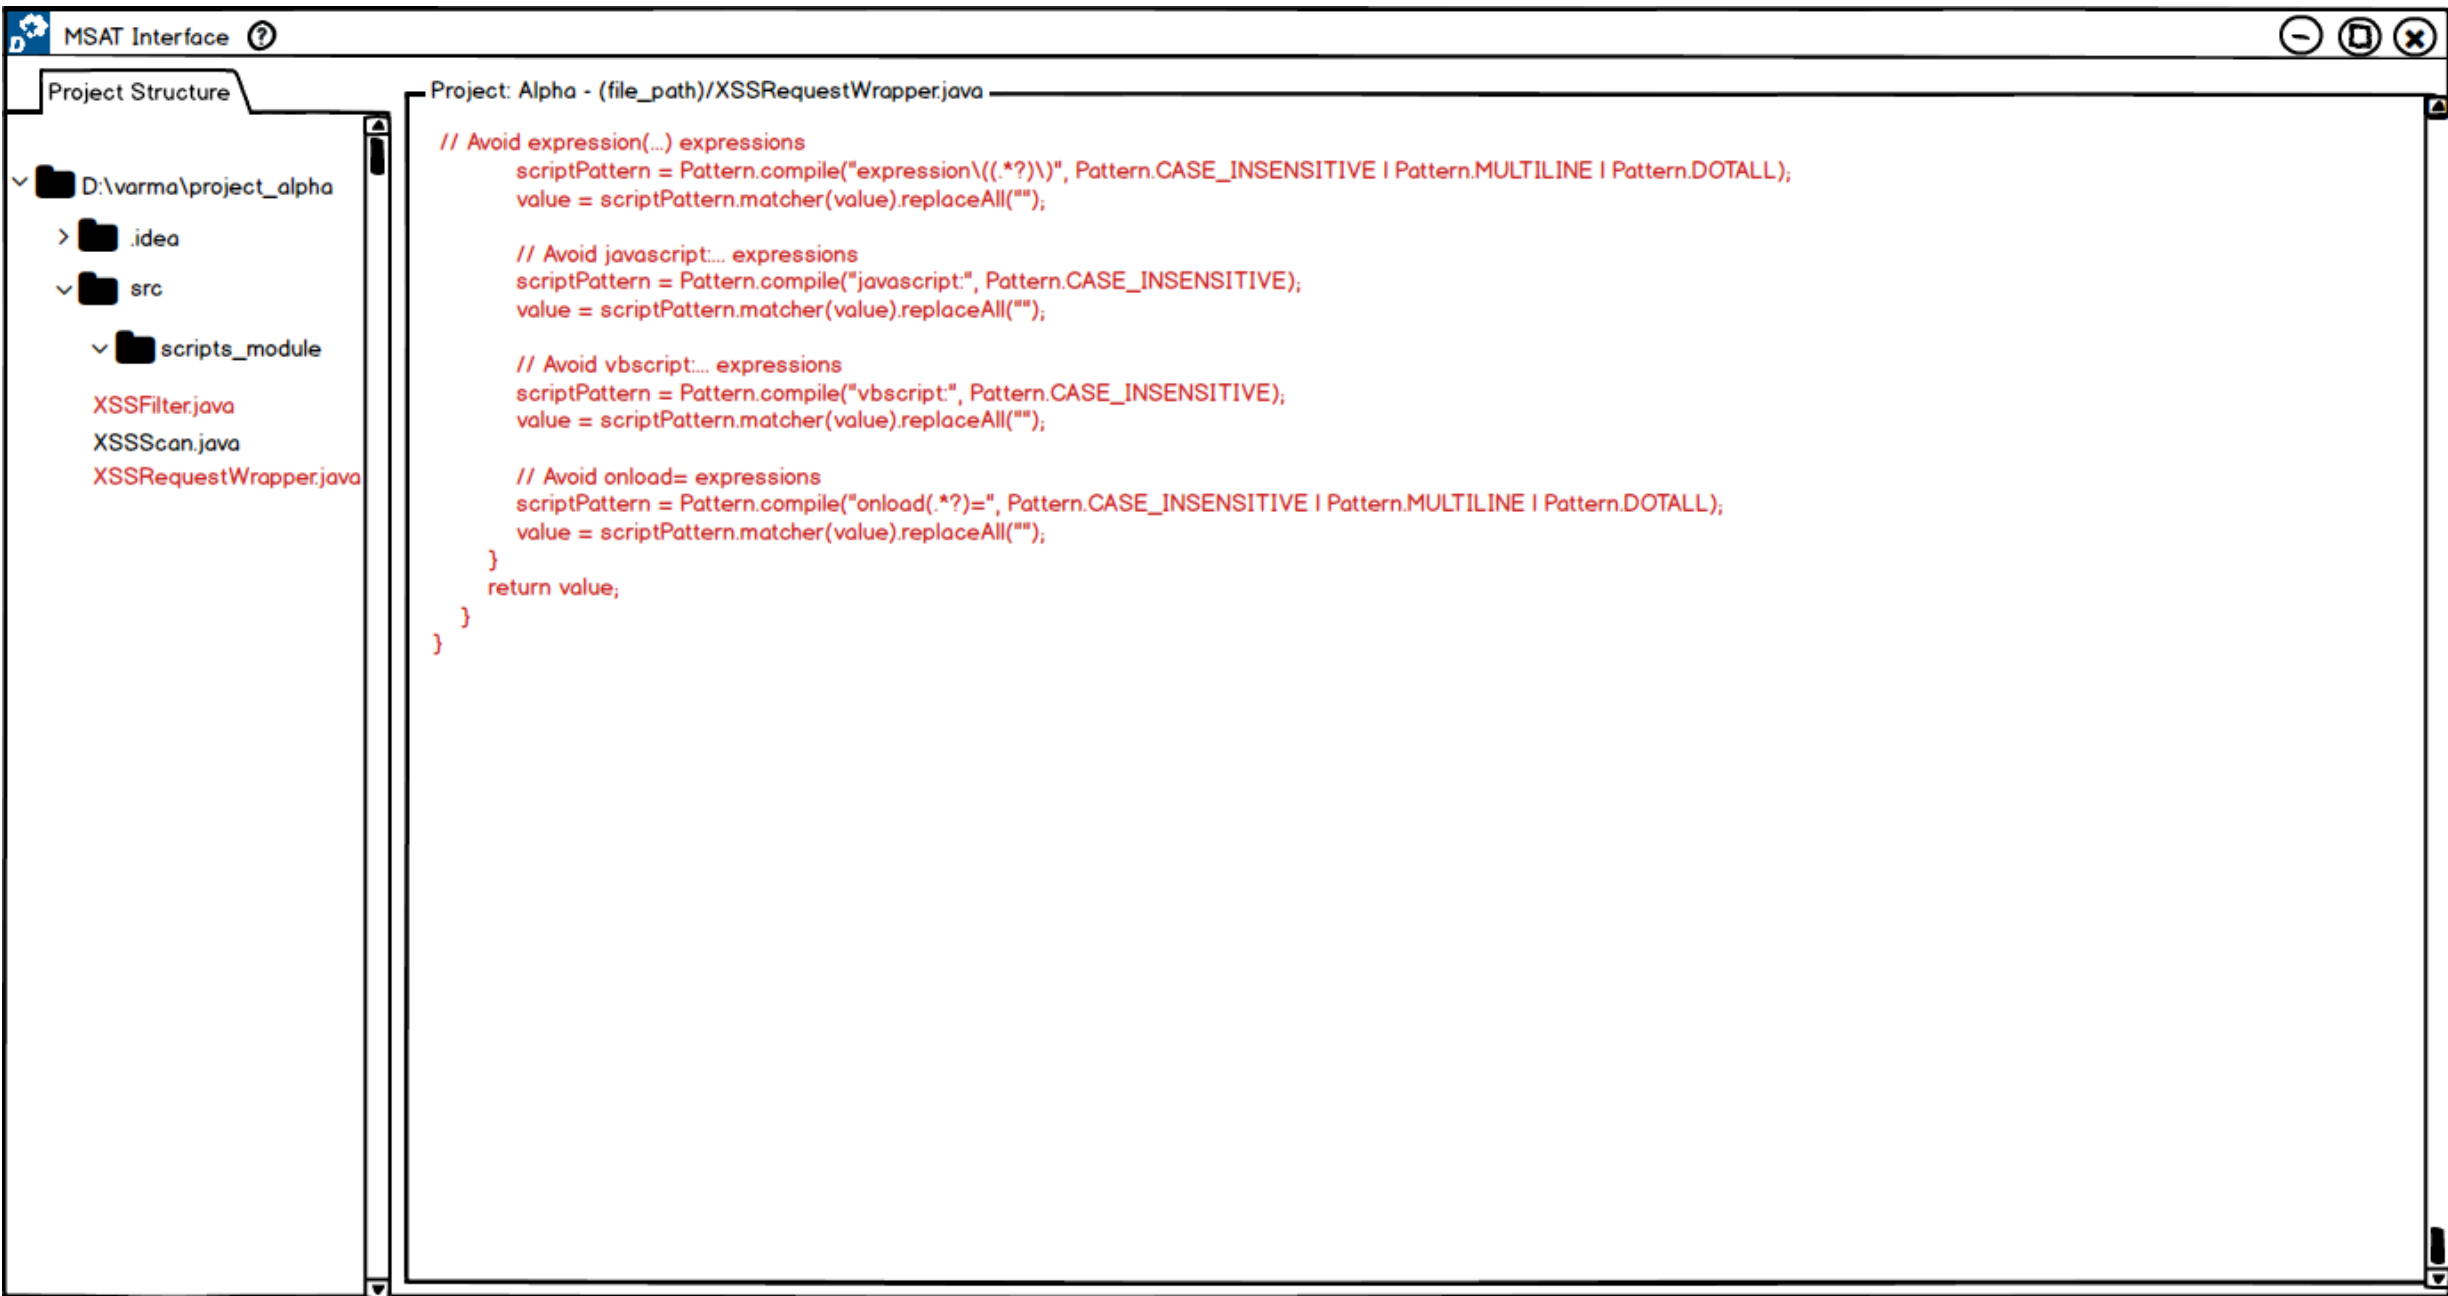 D MSAT Interface ?
Project Structure
D:\varma\project_alpha
.idea
src
scripts_module
XSSFilter.java
XSSScan.java
XSSRequestWrapper.java
Project: Alpha - (file_path)/XSSRequestWrapper.java
// Avoid expression(...) expressions
scriptPattern = Pattern.compile("expression\((.*?)\)", Pattern.CASE_INSENSITIVE | Pattern.MULTILINE | Pattern.DOTALL);
value = scriptPattern.matcher(value).replaceAll("");
// Avoid javascript:... expressions
scriptPattern = Pattern.compile("javascript:", Pattern.CASE_INSENSITIVE);
value = scriptPattern.matcher(value).replaceAll("");
// Avoid vbscript:... expressions
scriptPattern = Pattern.compile("vbscript:", Pattern.CASE_INSENSITIVE);
value = scriptPattern.matcher(value).replaceAll("");
// Avoid onload= expressions
scriptPattern = Pattern.compile("onload(.*?)=", Pattern.CASE_INSENSITIVE | Pattern.MULTILINE | Pattern.DOTALL);
value = scriptPattern.matcher(value).replaceAll("");
}
return value;
}
}